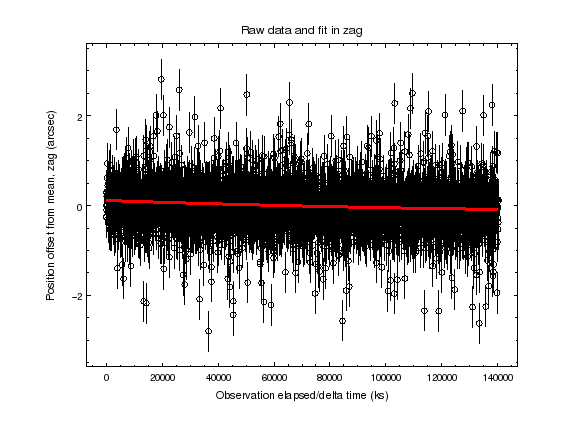 Raw data and fit in zag
Position offset from mean, zag (arcsec)
2
0
−2
0 20000 40000 60000 80000 100000 120000 140000
Observation elapsed/delta time (ks)